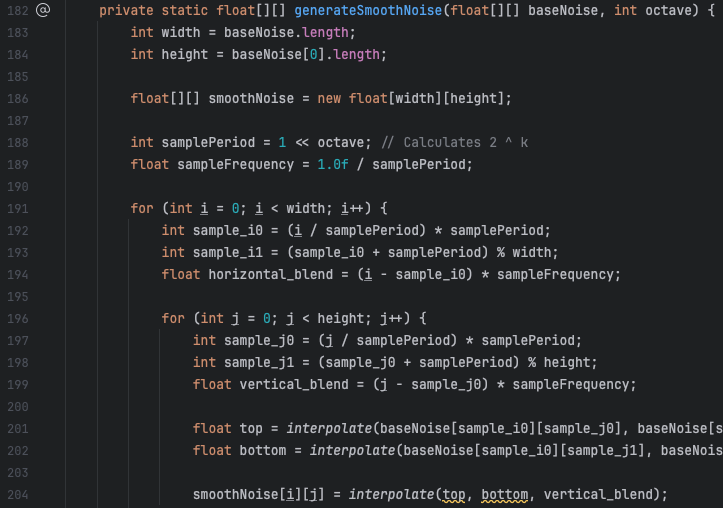 182 @ private static float[][] generateSmoothNoise(float[][] baseNoise, int octave) {
183 int width = baseNoise.length;
184 int height = baseNoise[0].length;
185
186 float[][] smoothNoise = new float[width][height];
187
188 int samplePeriod = 1 << octave; // Calculates 2 ^ k
189 float sampleFrequency = 1.0f / samplePeriod;
190
191 for (int i = 0; i < width; i++) {
192 int sample_i0 = (i / samplePeriod) * samplePeriod;
193 int sample_i1 = (sample_i0 + samplePeriod) % width;
194 float horizontal_blend = (i - sample_i0) * sampleFrequency;
195
196 for (int j = 0; j < height; j++) {
197 int sample_j0 = (j / samplePeriod) * samplePeriod;
198 int sample_j1 = (sample_j0 + samplePeriod) % height;
199 float vertical_blend = (j - sample_j0) * sampleFrequency;
200
201 float top = interpolate(baseNoise[sample_i0][sample_j0], baseNoise[s
202 float bottom = interpolate(baseNoise[sample_i0][sample_j1], baseNois
203
204 smoothNoise[i][j] = interpolate(top, bottom, vertical_blend);